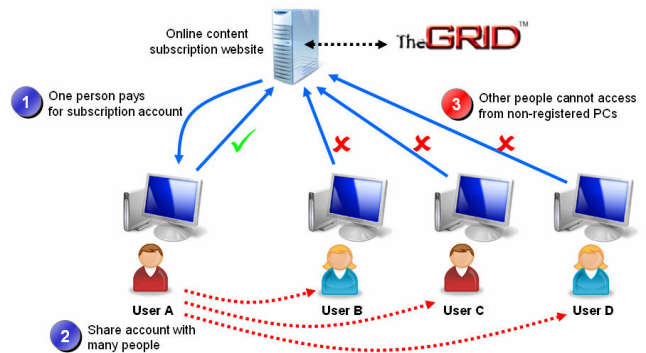 Online content
subscription website
TheGRID™
1
One person pays
for subscription account
3
Other people cannot access
from non-registered PCs
User A
User B
User C
User D
2
Share account with
many people